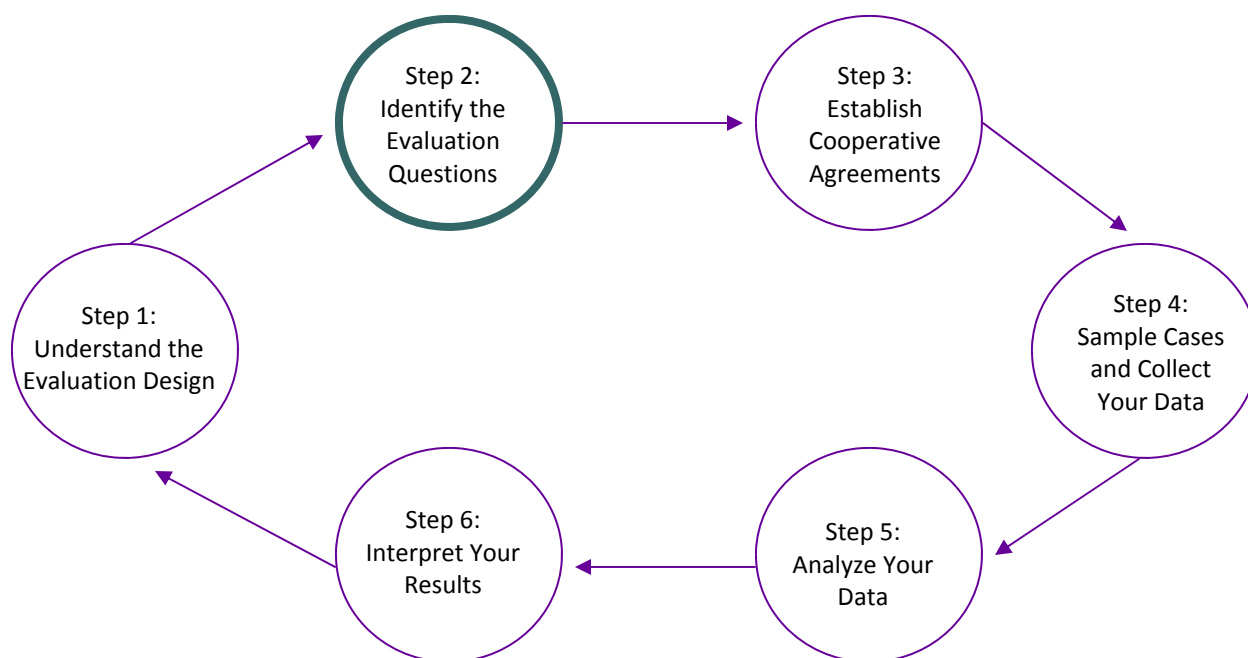 Step 1:
Understand the
Evaluation Design
Step 2:
Identify the
Evaluation
Questions
Step 3:
Establish
Cooperative
Agreements
Step 4:
Sample Cases
and Collect
Your Data
Step 5:
Analyze Your
Data
Step 6:
Interpret Your
Results